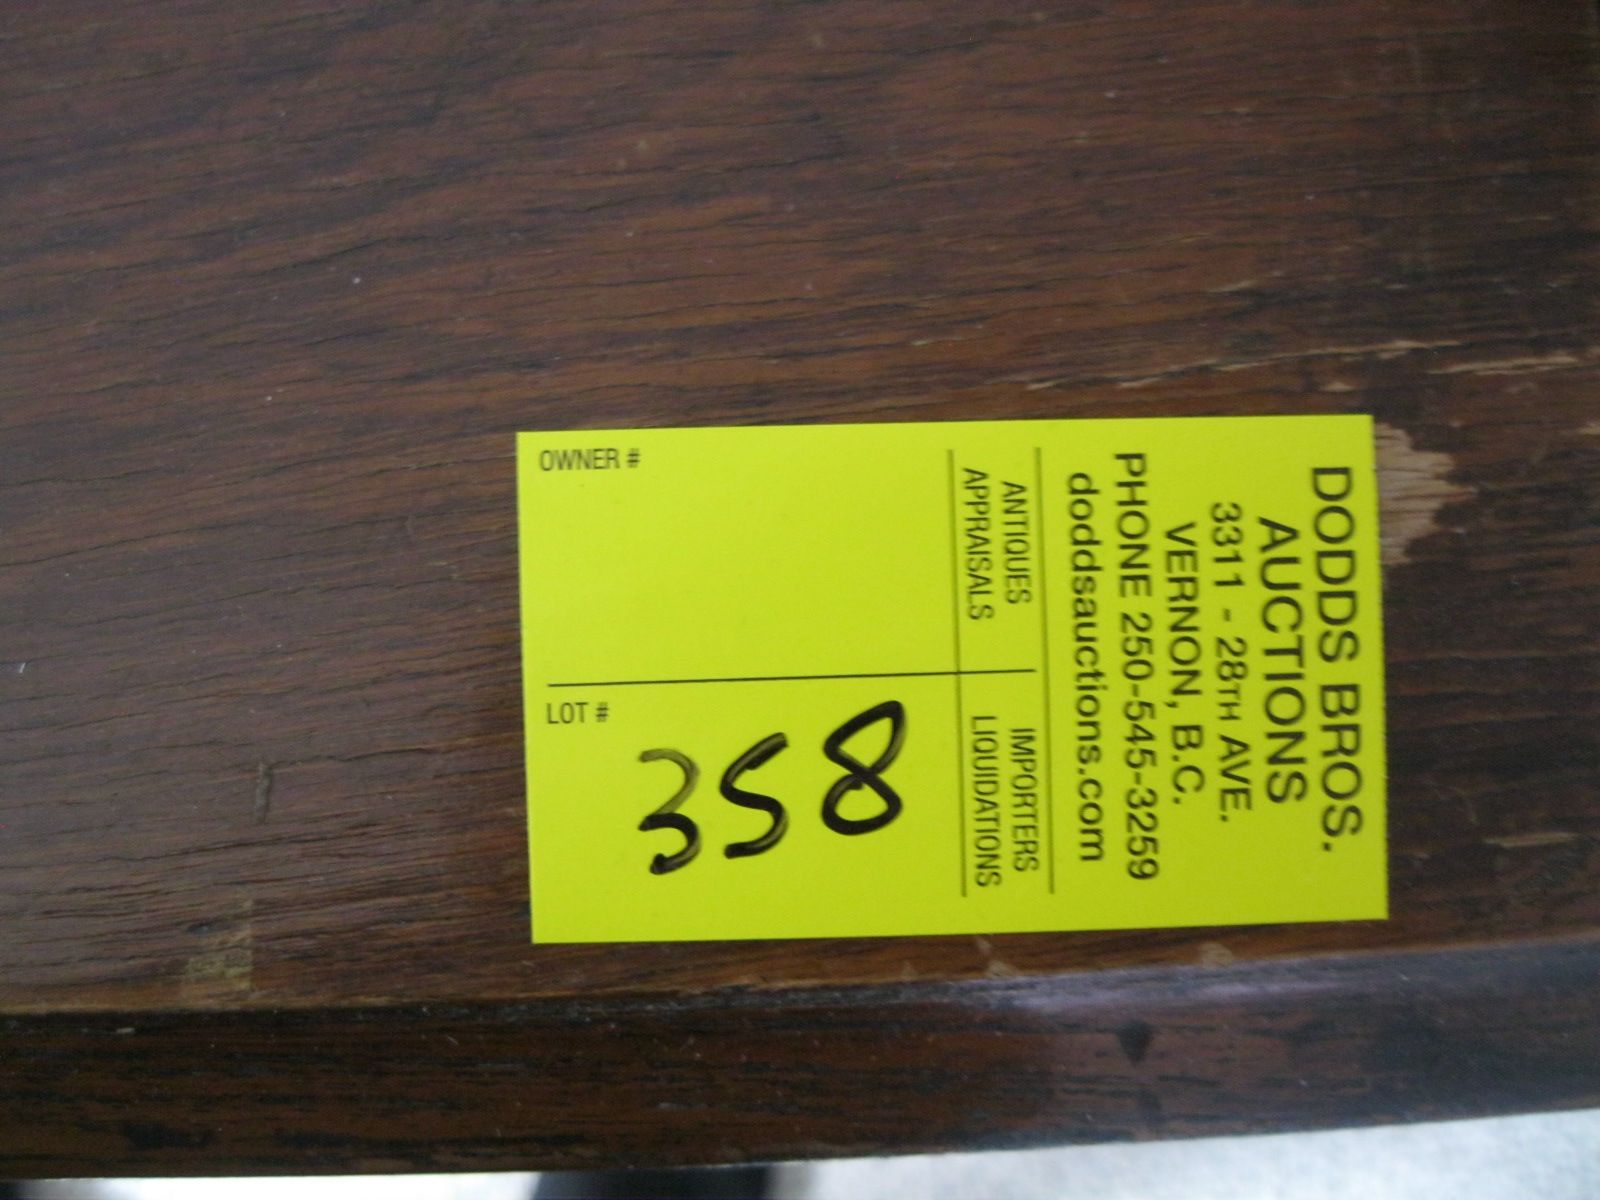 DODDS BROS.
AUCTIONS
3311 - 28TH AVE.
VERNON, B.C.
PHONE 250-545-3259
doddsauctions.com
ANTIQUES
APPRAISALS
IMPORTERS
LIQUIDATIONS
OWNER #
LOT #
358